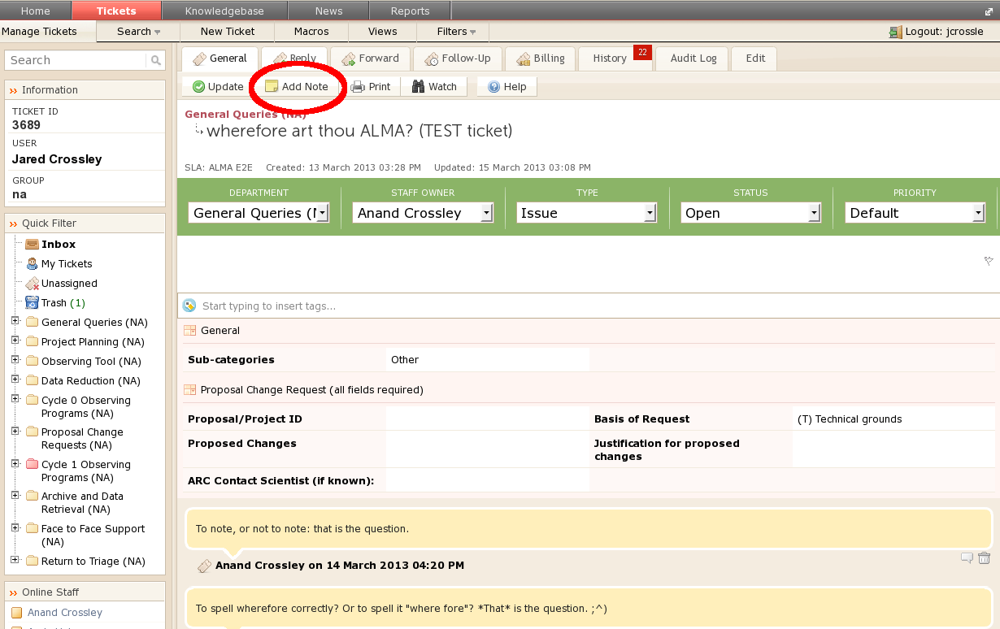 Home Tickets Knowledgebase News Reports
Manage Tickets Search New Ticket Macros Views Filters Logout: jcrossle
Search
General Reply Forward Follow-Up Billing History 22 Audit Log Edit
Update Add Note Print Watch Help
Information
TICKET ID
3689
USER
Jared Crossley
GROUP
na
Quick Filter
Inbox
My Tickets
Unassigned
Trash (1)
General Queries (NA)
Project Planning (NA)
Observing Tool (NA)
Data Reduction (NA)
Cycle 0 Observing
Programs (NA)
Proposal Change
Requests (NA)
Cycle 1 Observing
Programs (NA)
Archive and Data
Retrieval (NA)
Face to Face Support
(NA)
Return to Triage (NA)
Online Staff
Anand Crossley
General Queries (NA)
wherefore art thou ALMA? (TEST ticket)
SLA: ALMA E2E Created: 13 March 2013 03:28 PM Updated: 15 March 2013 03:08 PM
DEPARTMENT STAFF OWNER TYPE STATUS PRIORITY
General Queries (N Anand Crossley Issue Open Default
Start typing to insert tags...
General
Sub-categories Other
Proposal Change Request (all fields required)
Proposal/Project ID Basis of Request (T) Technical grounds
Proposed Changes Justification for proposed
changes
ARC Contact Scientist (if known):
To note, or not to note: that is the question.
Anand Crossley on 14 March 2013 04:20 PM
To spell wherefore correctly? Or to spell it "where fore"? *That* is the question. ;^)